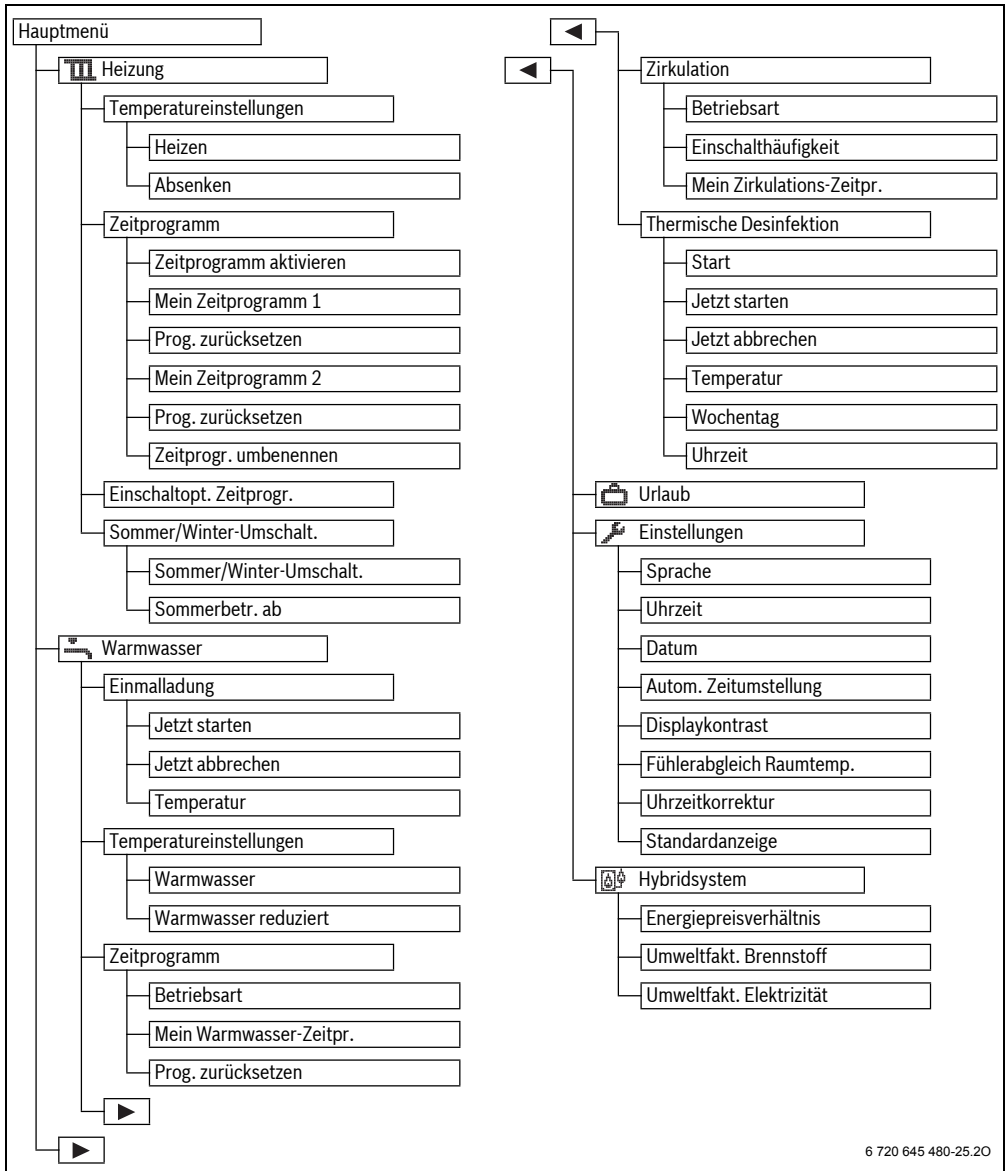 Hauptmenü
Heizung
Temperatureinstellungen
Heizen
Absenken
Zeitprogramm
Zeitprogramm aktivieren
Mein Zeitprogramm 1
Prog. zurücksetzen
Mein Zeitprogramm 2
Prog. zurücksetzen
Zeitprogr. umbenennen
Einschaltopt. Zeitprogr.
Sommer/Winter-Umschalt.
Sommer/Winter-Umschalt.
Sommerbetr. ab
Warmwasser
Einmalladung
Jetzt starten
Jetzt abbrechen
Temperatur
Temperatureinstellungen
Warmwasser
Warmwasser reduziert
Zeitprogramm
Betriebsart
Mein Warmwasser-Zeitpr.
Prog. zurücksetzen
Zirkulation
Betriebsart
Einschalthäufigkeit
Mein Zirkulations-Zeitpr.
Thermische Desinfektion
Start
Jetzt starten
Jetzt abbrechen
Temperatur
Wochentag
Uhrzeit
Urlaub
Einstellungen
Sprache
Uhrzeit
Datum
Autom. Zeitumstellung
Displaykontrast
Fühlerabgleich Raumtemp.
Uhrzeitkorrektur
Standardanzeige
Hybridsystem
Energiepreisverhältnis
Umweltfakt. Brennstoff
Umweltfakt. Elektrizität
6 720 645 480-25.2O